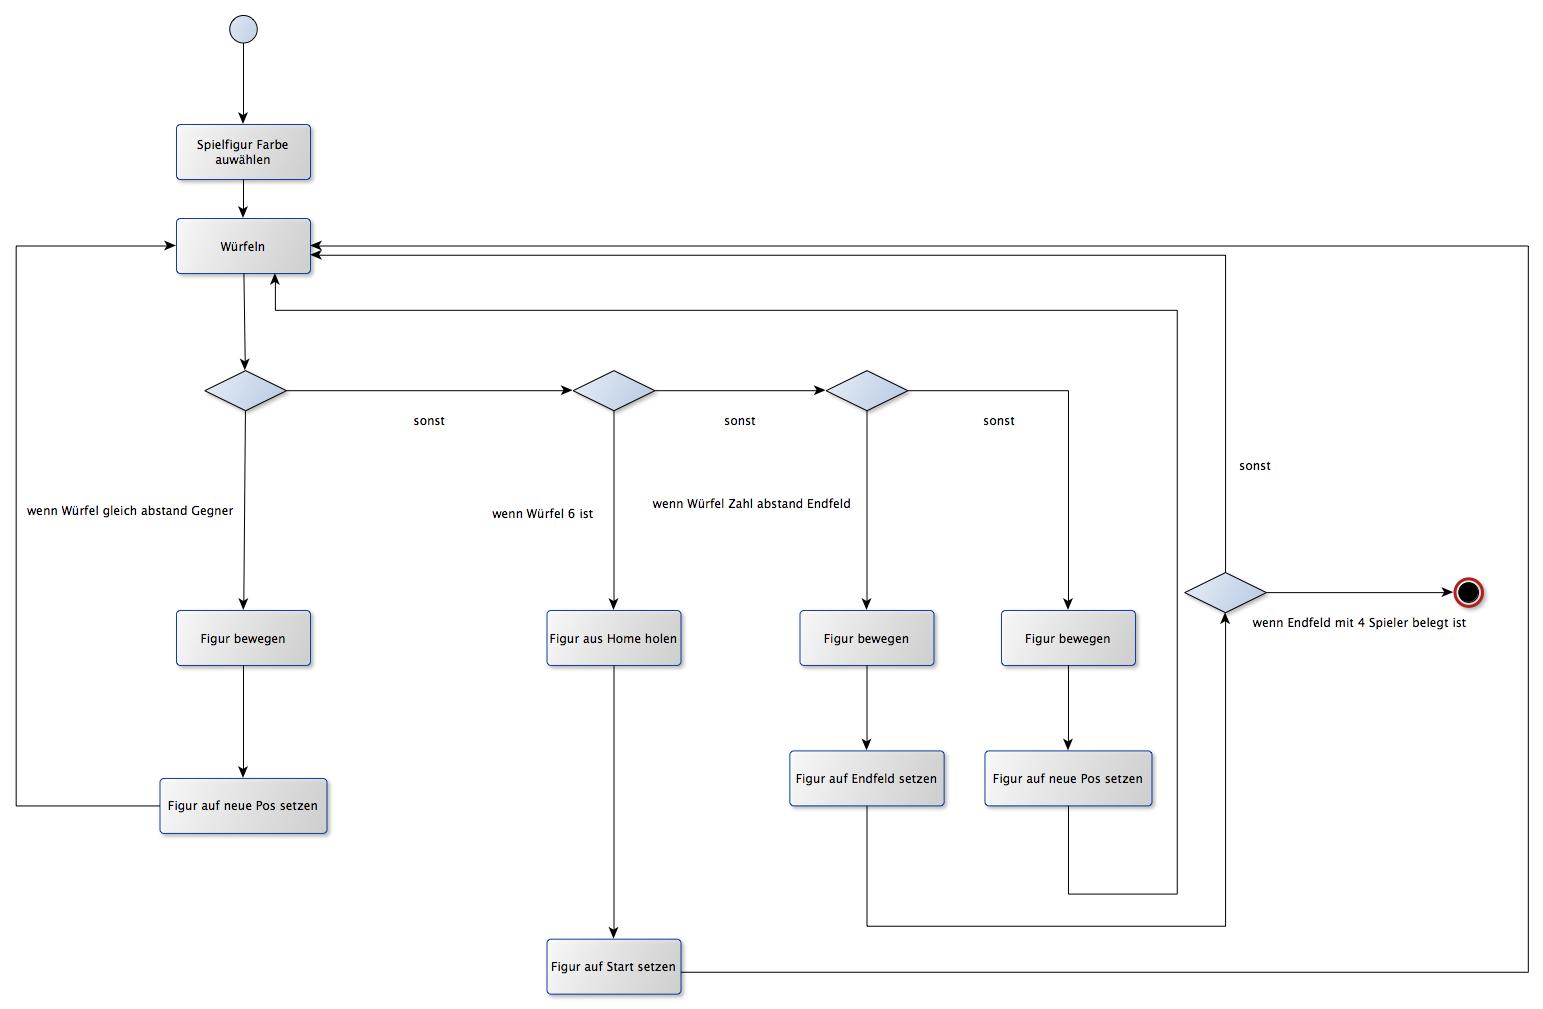 Spielfigur Farbe
auwählen
Würfeln
sonst
sonst
sonst
sonst
wenn Würfel gleich abstand Gegner
wenn Würfel 6 ist
wenn Würfel Zahl abstand Endfeld
wenn Endfeld mit 4 Spieler belegt ist
Figur bewegen
Figur aus Home holen
Figur bewegen
Figur bewegen
Figur auf neue Pos setzen
Figur auf Endfeld setzen
Figur auf neue Pos setzen
Figur auf Start setzen